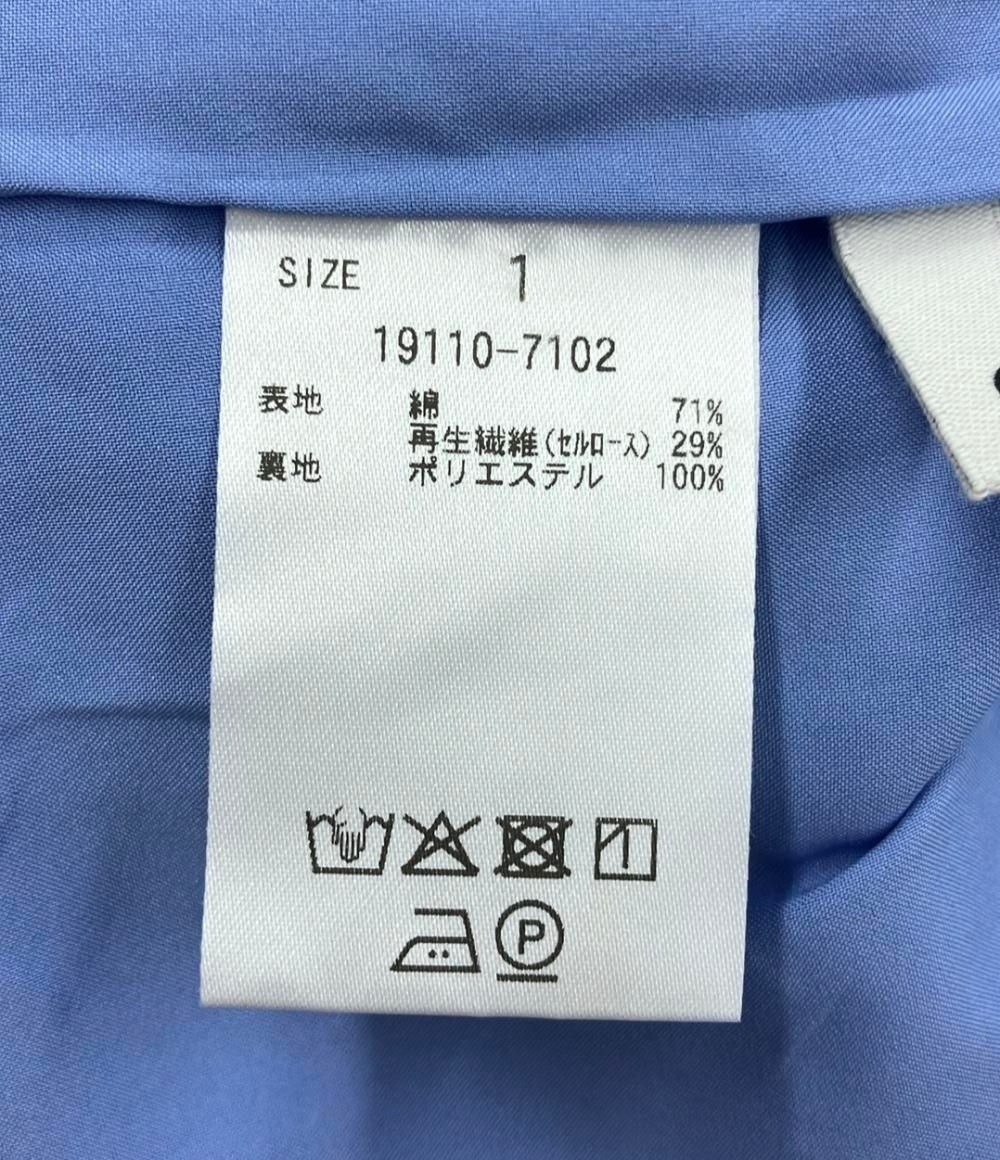 SIZE 1
19110-7102
表地 綿 71%
再生繊維(セルロース) 29%
裏地 ポリエステル 100%
P